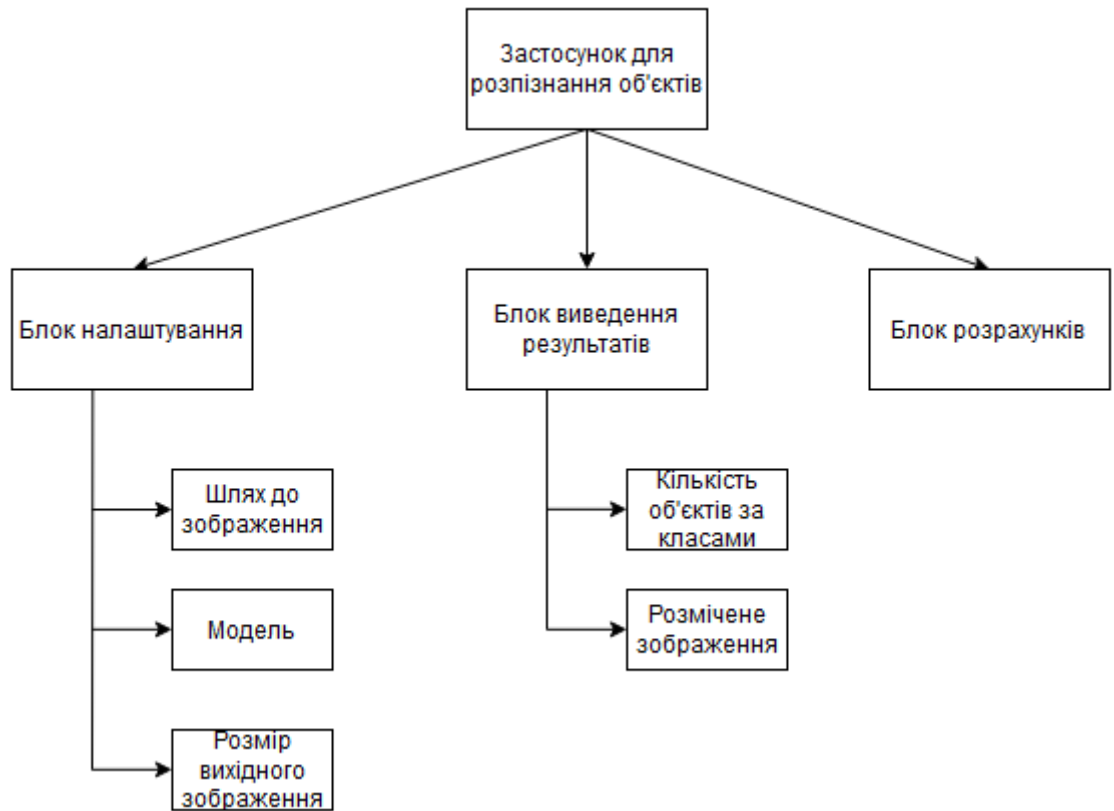 Застосунок для
розпізнання об'єктів
Блок налаштування
Блок виведення
результатів
Блок розрахунків
Шлях до
зображення
Модель
Розмір
вихідного
зображення
Кількість
об'єктів за
класами
Розмічене
зображення